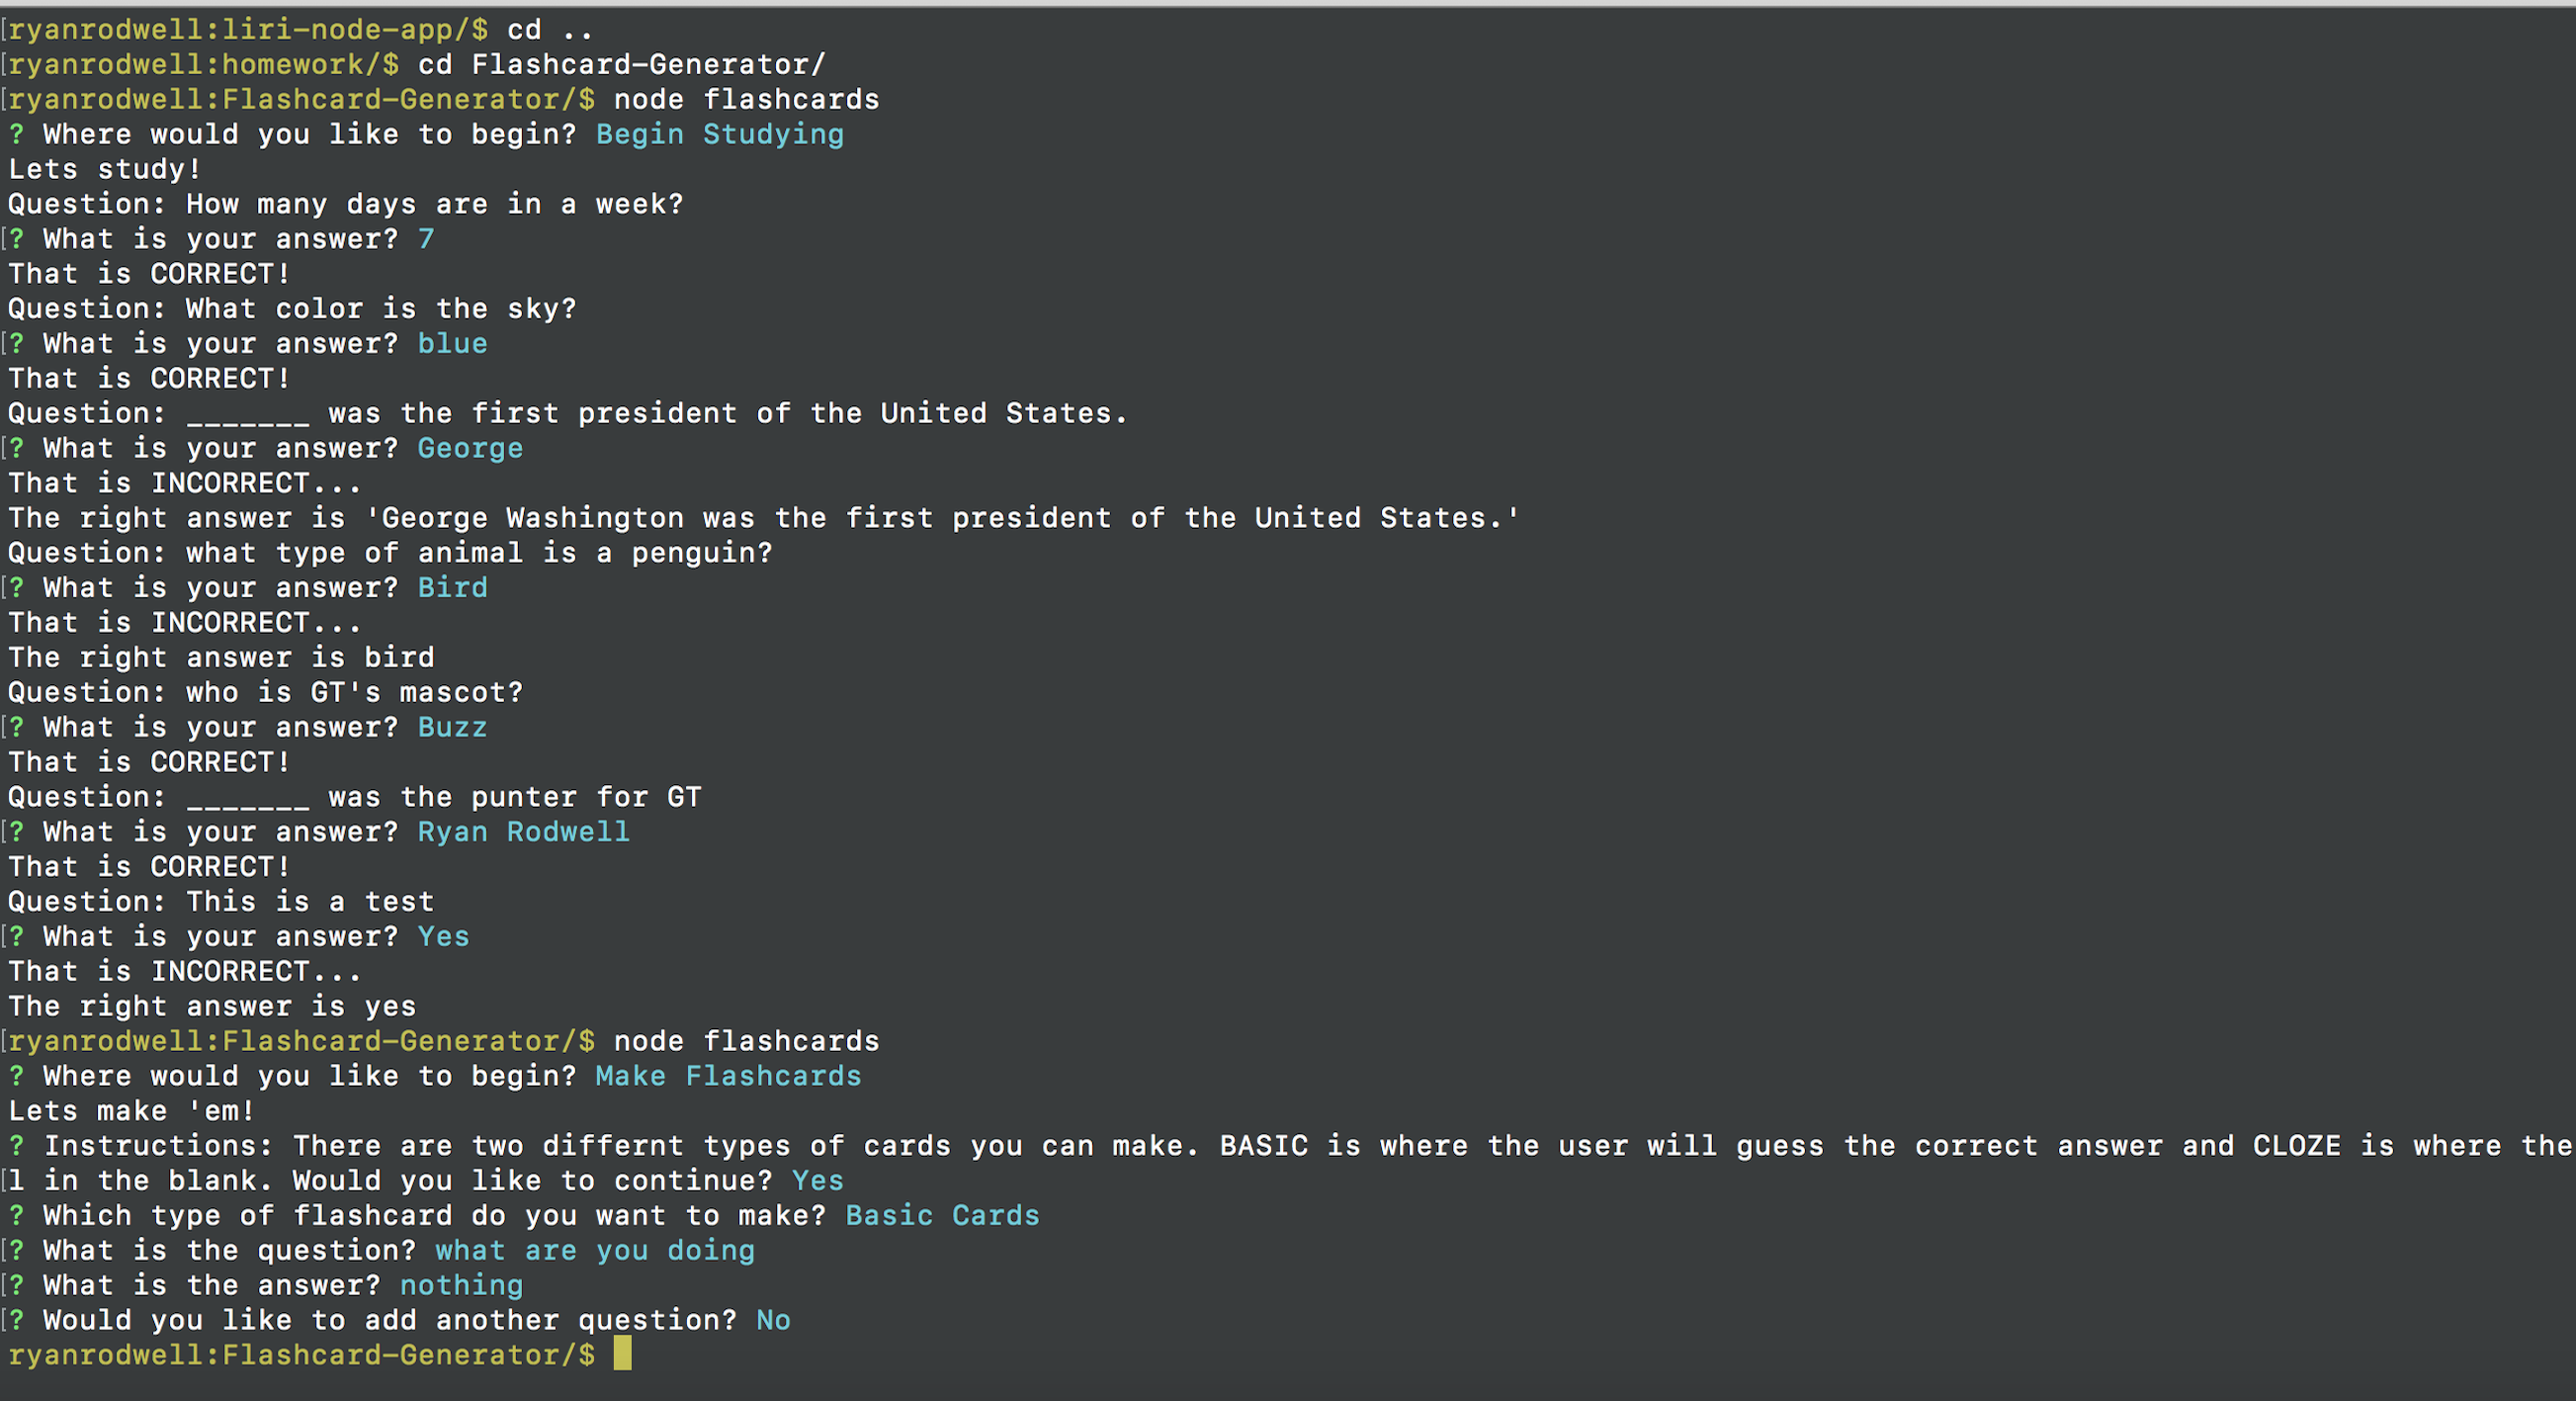 [ryanrodwell:liri-node-app/$ cd ..
[ryanrodwell:homework/$ cd Flashcard-Generator/
[ryanrodwell:Flashcard-Generator/$ node flashcards
? Where would you like to begin? Begin Studying
Lets study!
Question: How many days are in a week?
[? What is your answer? 7
That is CORRECT!
Question: What color is the sky?
[? What is your answer? blue
That is CORRECT!
Question: _______ was the first president of the United States.
[? What is your answer? George
That is INCORRECT...
The right answer is 'George Washington was the first president of the United States.'
Question: what type of animal is a penguin?
[? What is your answer? Bird
That is INCORRECT...
The right answer is bird
Question: who is GT's mascot?
[? What is your answer? Buzz
That is CORRECT!
Question: _______ was the punter for GT
[? What is your answer? Ryan Rodwell
That is CORRECT!
Question: This is a test
[? What is your answer? Yes
That is INCORRECT...
The right answer is yes
[ryanrodwell:Flashcard-Generator/$ node flashcards
? Where would you like to begin? Make Flashcards
Lets make 'em!
? Instructions: There are two differnt types of cards you can make. BASIC is where the user will guess the correct answer and CLOZE is where the
[l in the blank. Would you like to continue? Yes
? Which type of flashcard do you want to make? Basic Cards
[? What is the question? what are you doing
[? What is the answer? nothing
[? Would you like to add another question? No
ryanrodwell:Flashcard-Generator/$